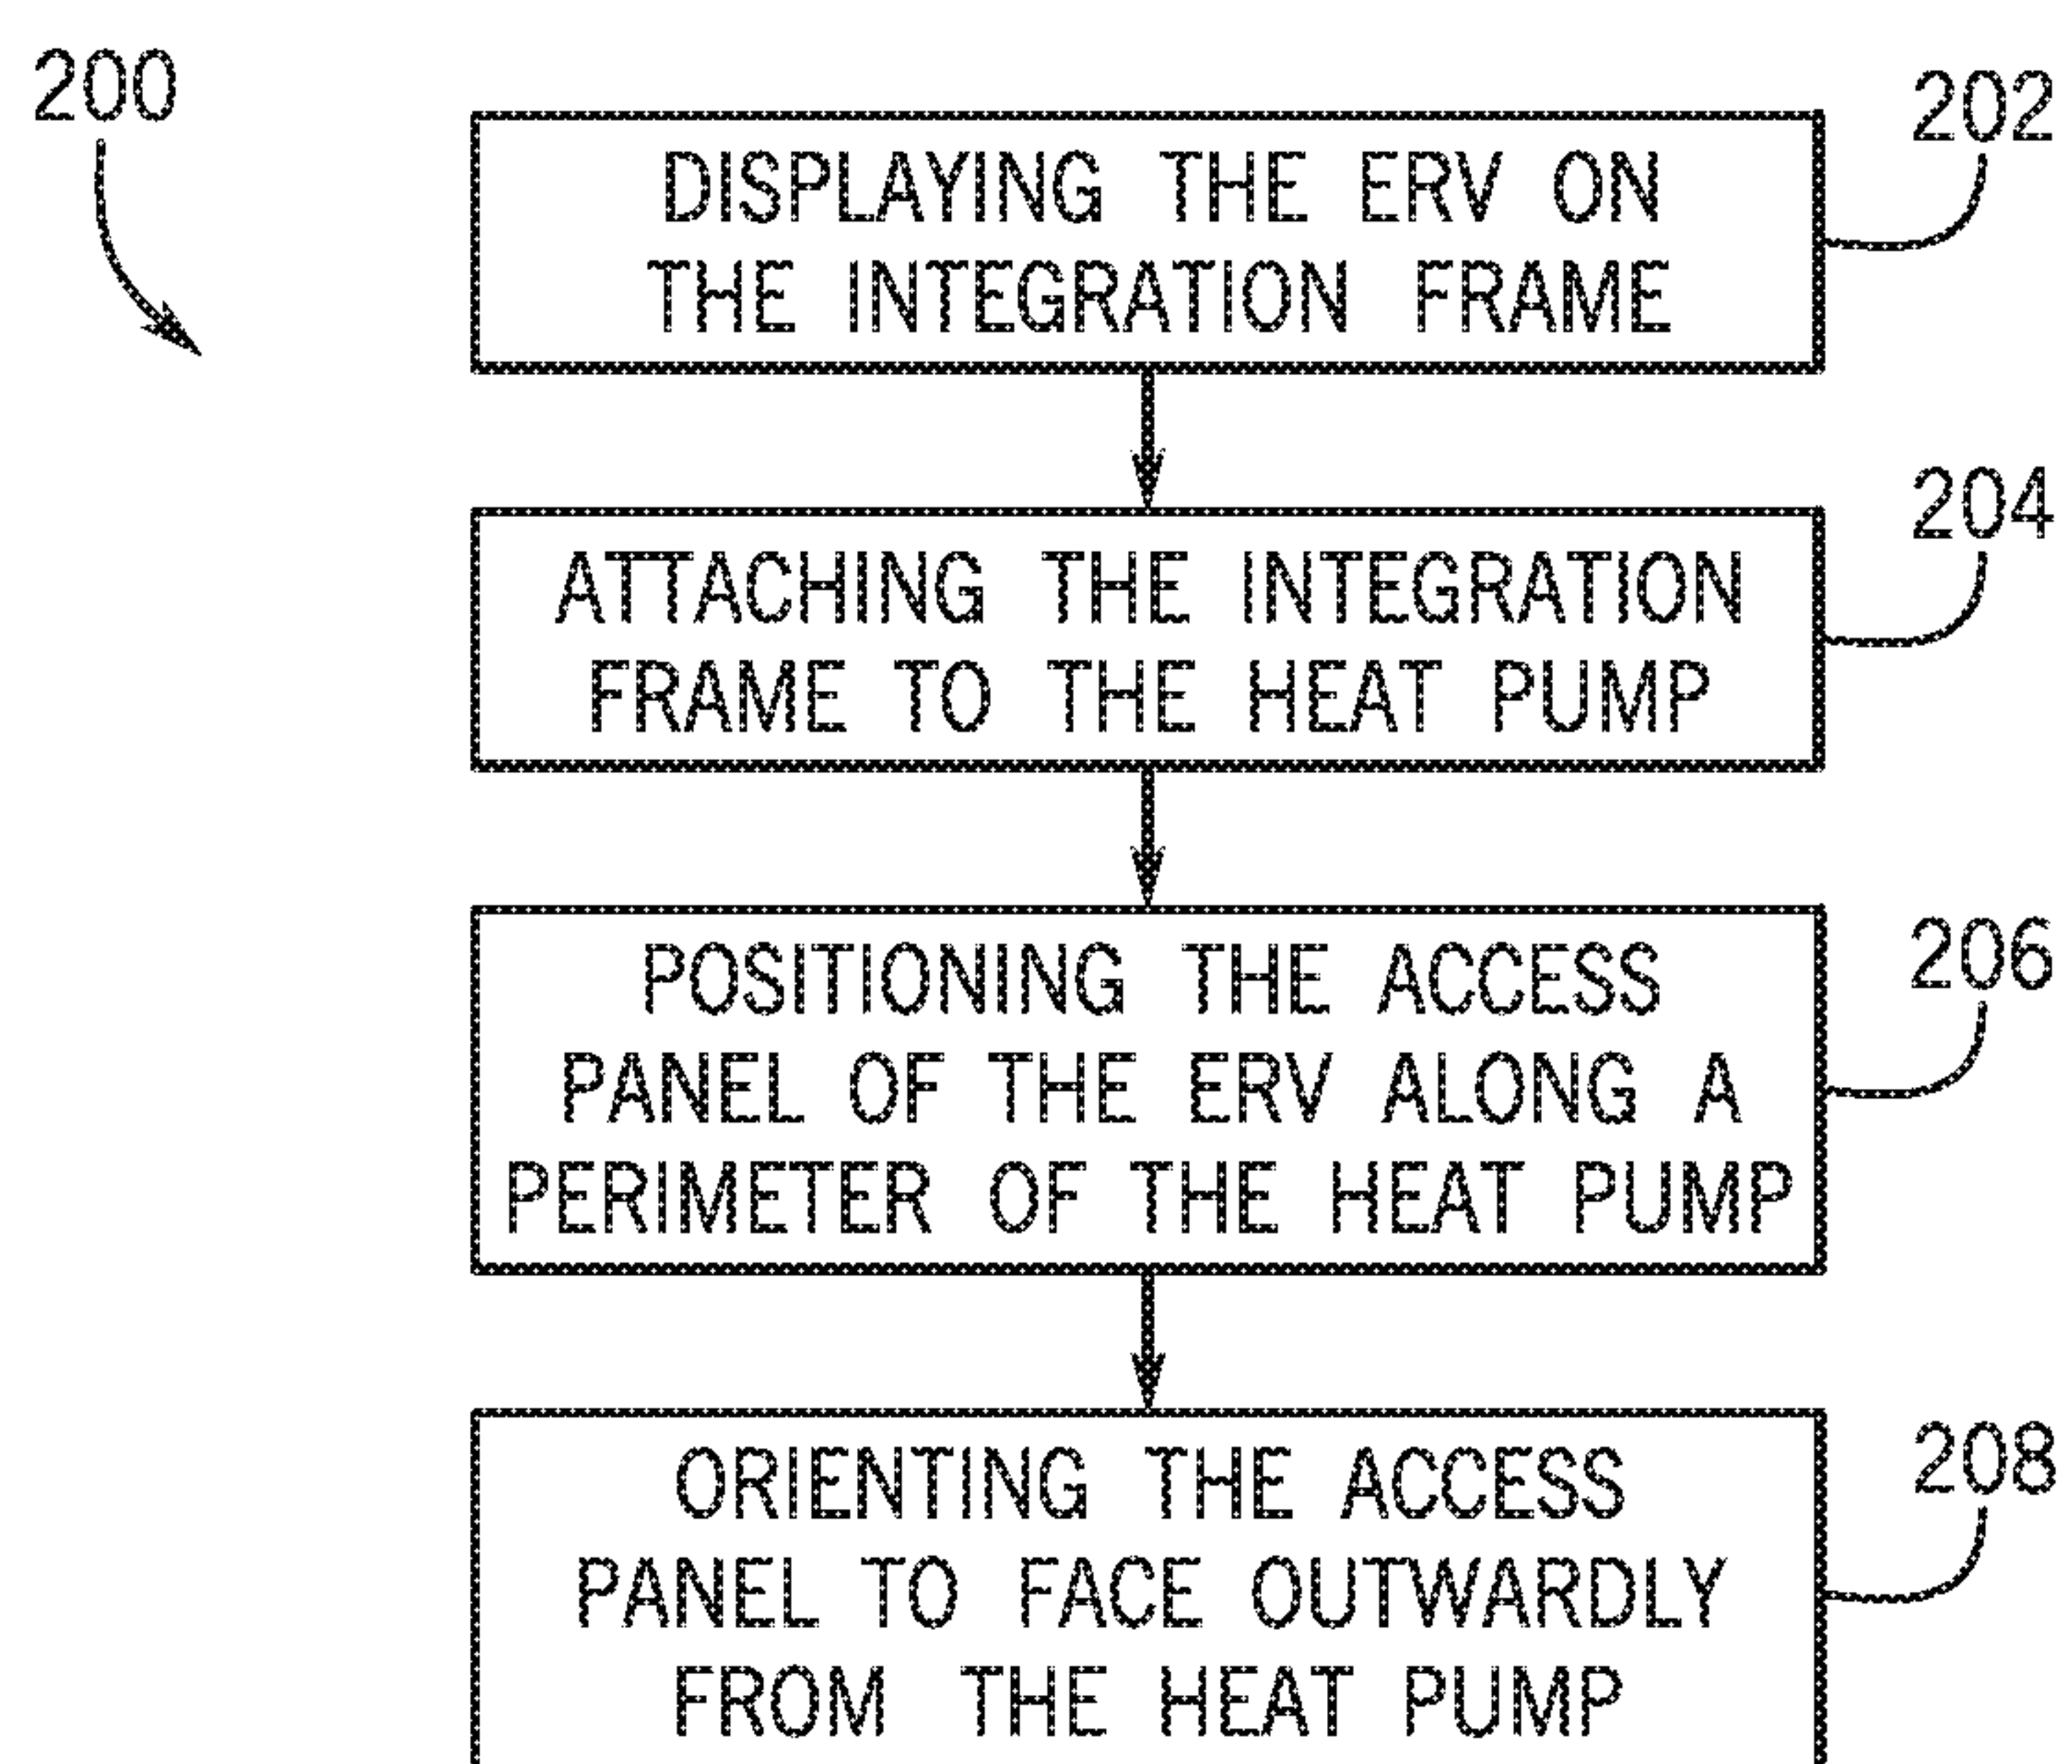 200
202
DISPLAYING THE ERV ON
THE INTEGRATION FRAME
204
ATTACHING THE INTEGRATION
FRAME TO THE HEAT PUMP
206
POSITIONING THE ACCESS
PANEL OF THE ERV ALONG A
PERIMETER OF THE HEAT PUMP
208
ORIENTING THE ACCESS
PANEL TO FACE OUTWARDLY
FROM THE HEAT PUMP